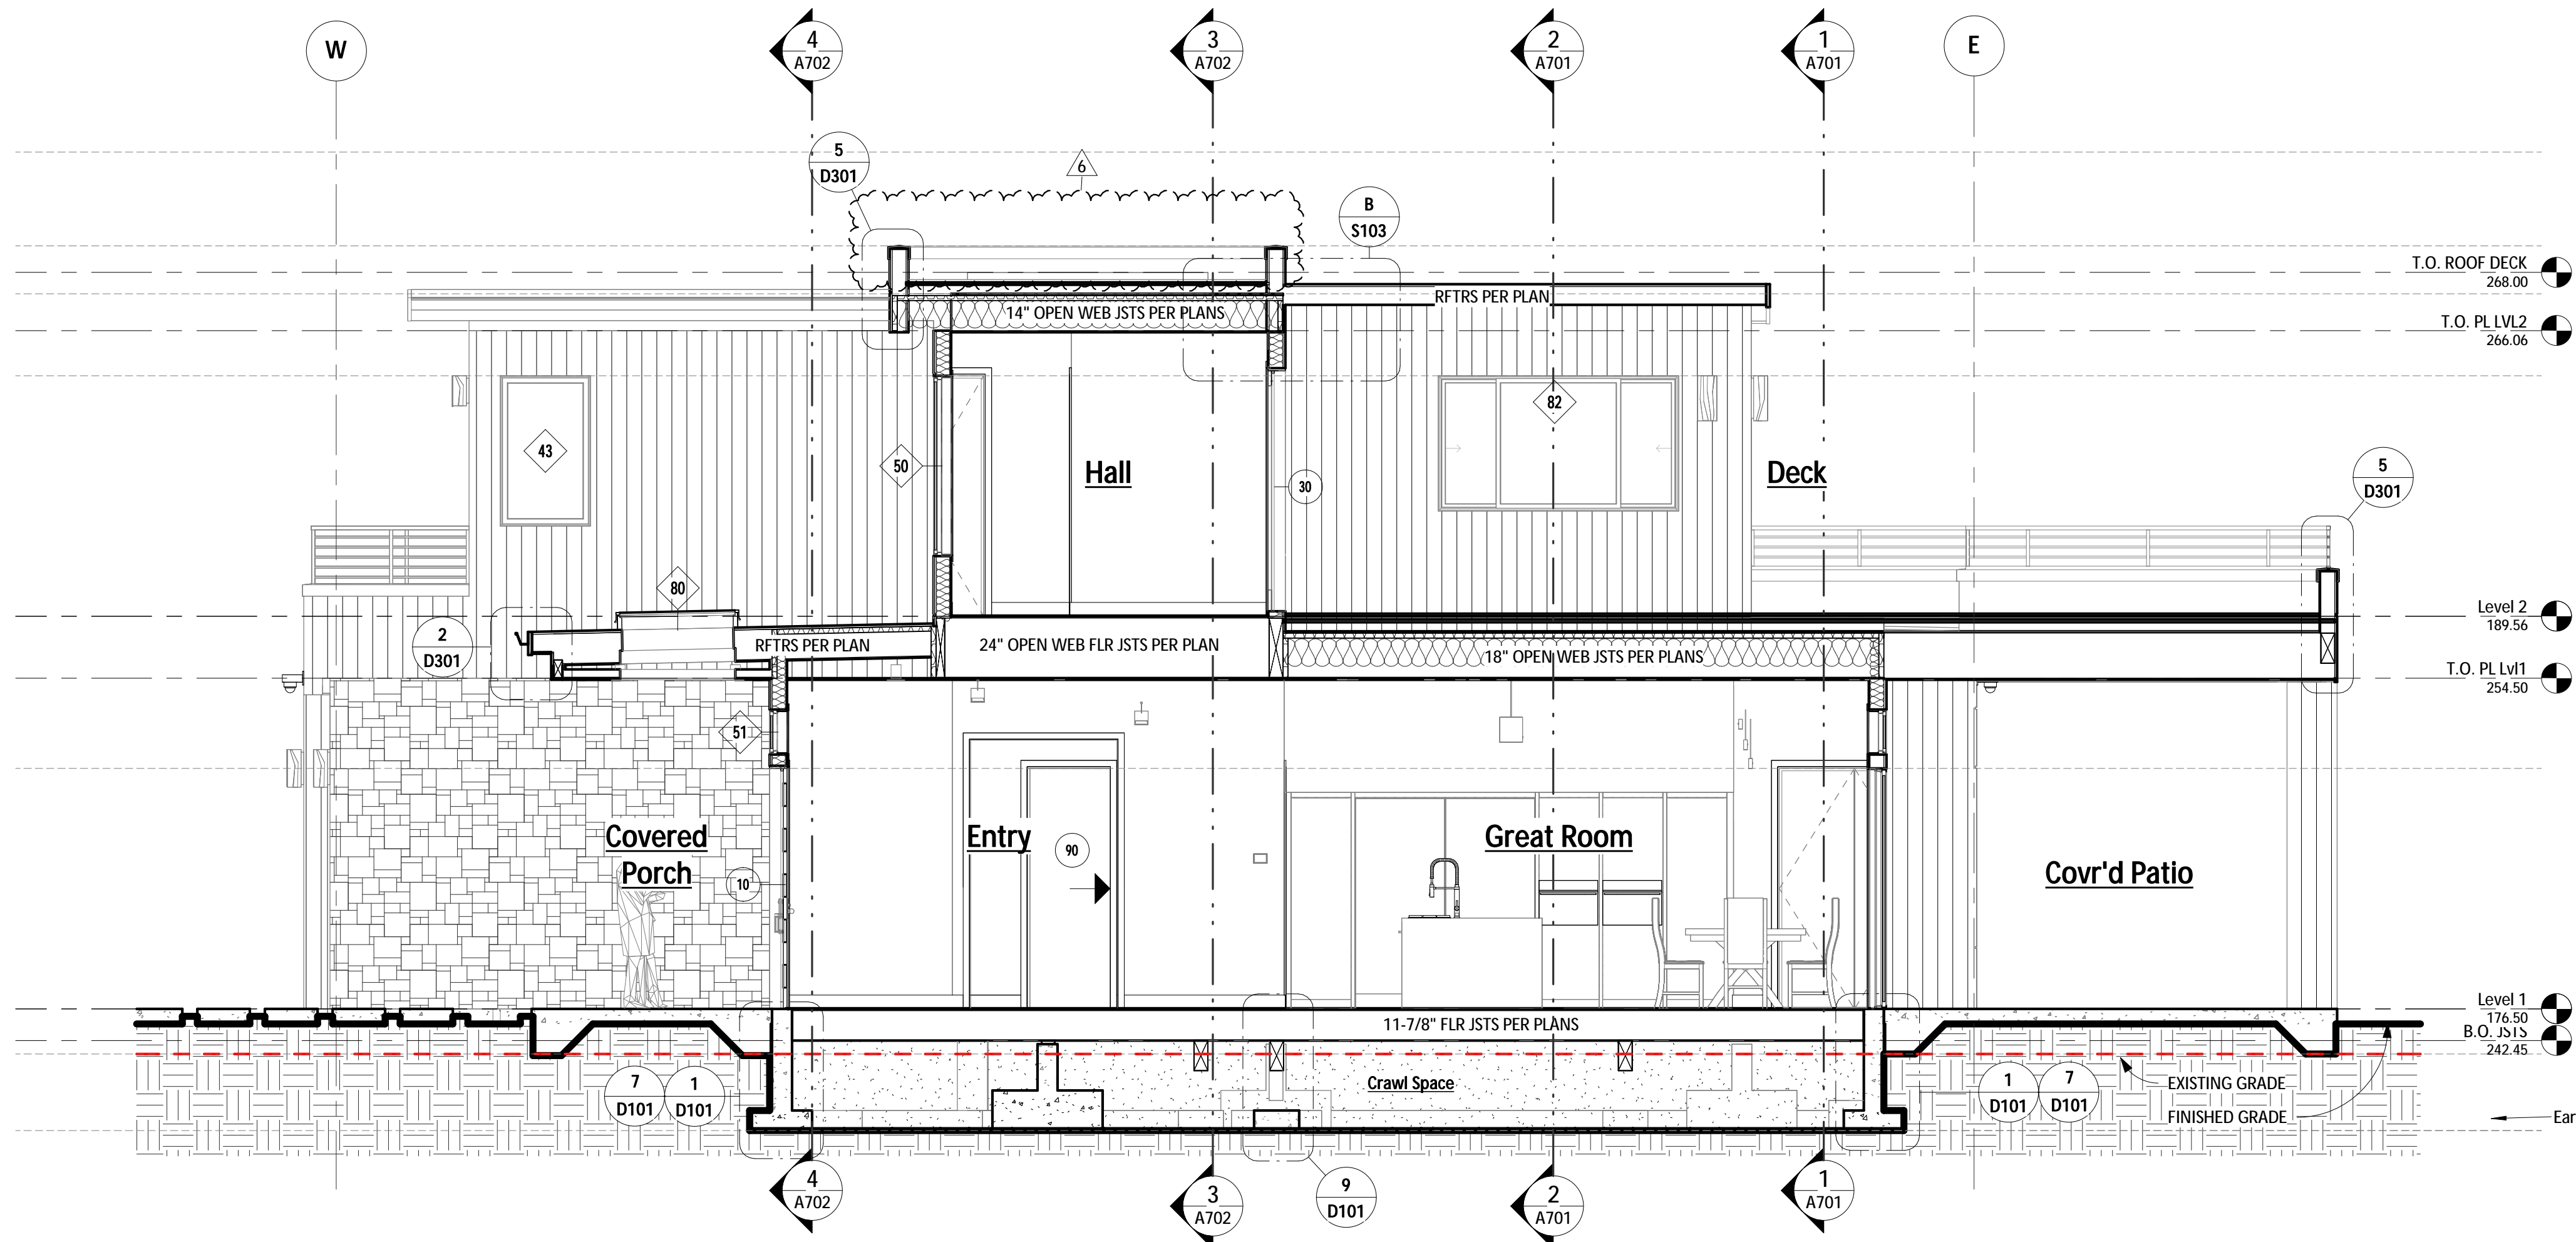 W
4
A702
3
A702
2
A701
1
A701
E
5
D301
6
B
S103
T.O. ROOF DECK
268.00
RFTRS PER PLAN
14" OPEN WEB JSTS PER PLANS
T.O. PL LVL2
266.06
82
43
50
Hall
30
Deck
5
D301
80
Level 2
189.56
2
D301
RFTRS PER PLAN
24" OPEN WEB FLR JSTS PER PLAN
18" OPEN WEB JSTS PER PLANS
T.O. PL Lvl1
254.50
51
Covered
Porch
10
Entry
90
Great Room
Covr'd Patio
Level 1
176.50
11-7/8" FLR JSTS PER PLANS
B.O. JSTS
242.45
Crawl Space
7
D101
1
D101
1
D101
7
D101
EXISTING GRADE
FINISHED GRADE
Ear
4
A702
3
A702
9
D101
2
A701
1
A701